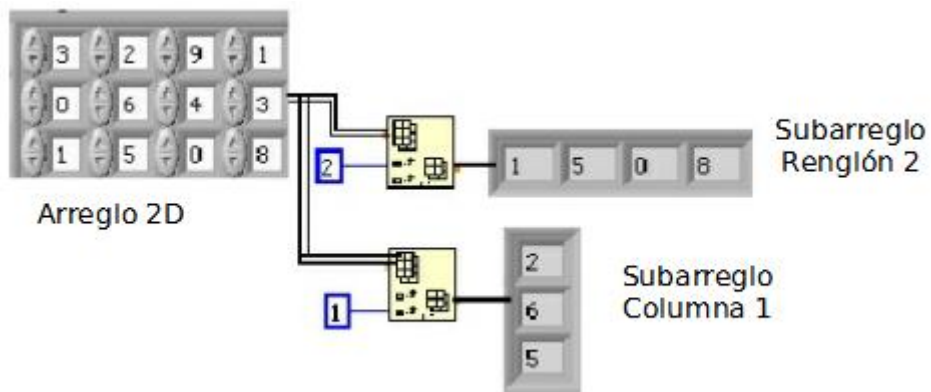 3 2 9 1
0 6 4 3
1 5 0 8
Arreglo 2D
2
1 5 0 8
Subarreglo
Renglón 2
1
2
6
5
Subarreglo
Columna 1